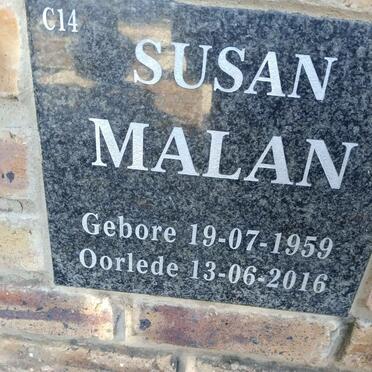 C14
SUSAN
MALAN
Gebore 19-07-1959
Oorlede 13-06-2016